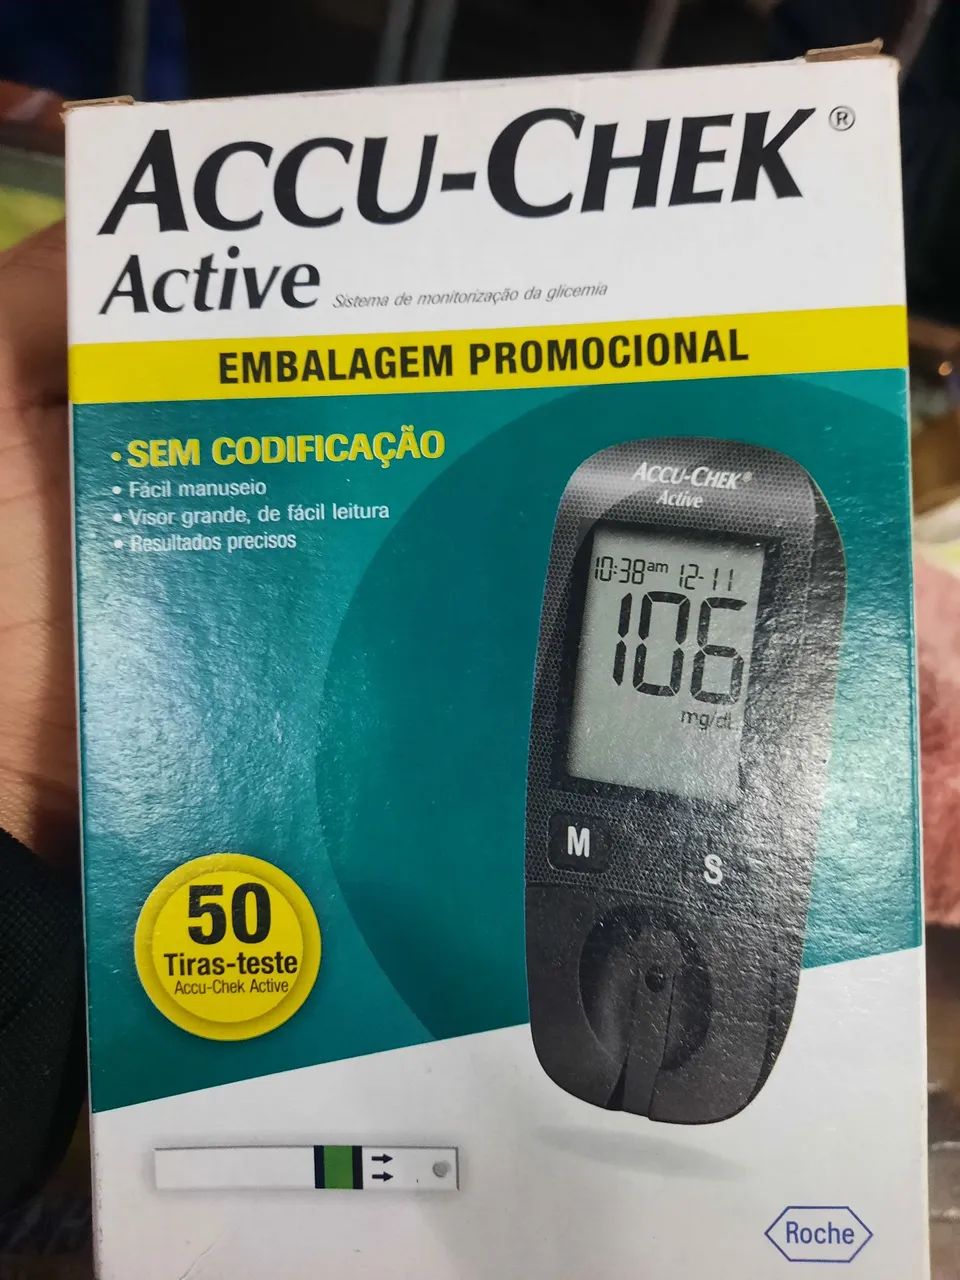 ACCU-CHEK®
Active
Sistema de monitorização da glicemia
EMBALAGEM PROMOCIONAL
• SEM CODIFICAÇÃO
• Fácil manuseio
• Visor grande, de fácil leitura
• Resultados precisos
ACCU-CHEK®
Active
10:38am 12-11
106
mg/dL
M
S
50
Tiras-teste
Accu-Chek Active
Roche